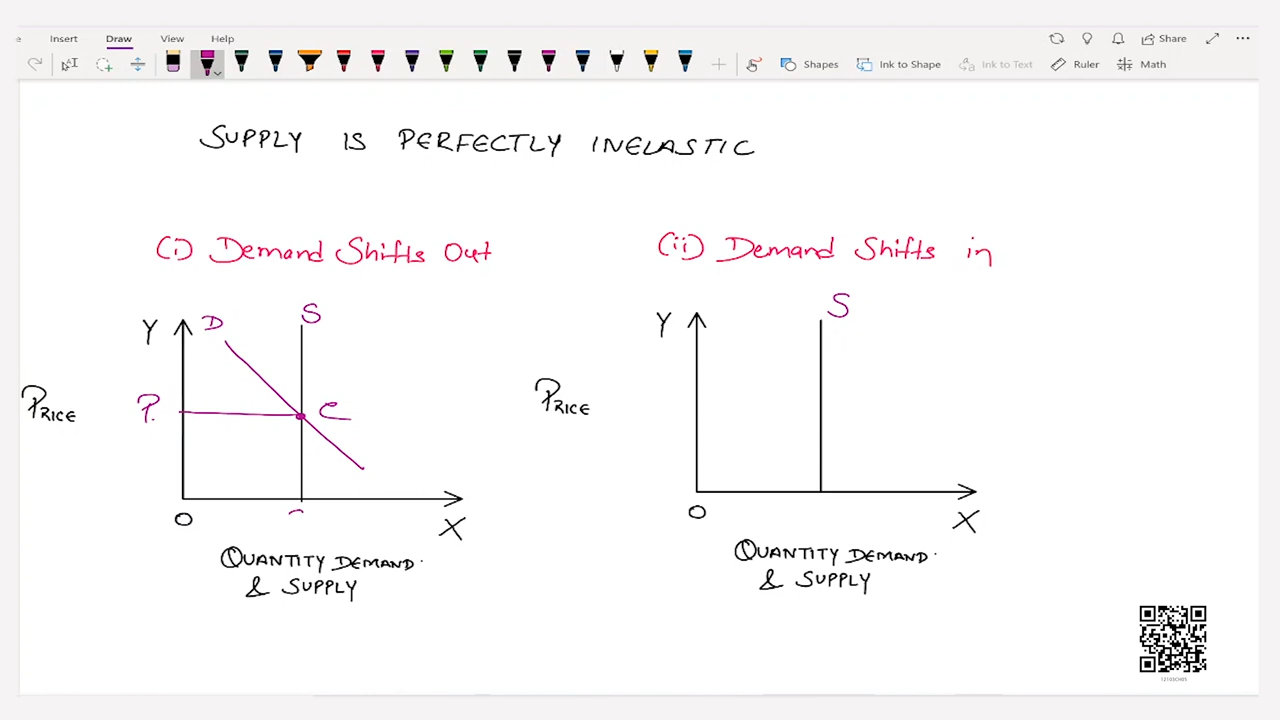 Insert Draw View Help Share
Shapes Ink to Shape Ink to Text Ruler Math
SUPPLY IS PERFECTLY INELASTIC
(i) Demand Shifts Out
(ii) Demand Shifts in
Y D S
PRICE P e
O X
QUANTITY DEMAND
& SUPPLY
Y S
PRICE
O X
QUANTITY DEMAND
& SUPPLY
12103CH05